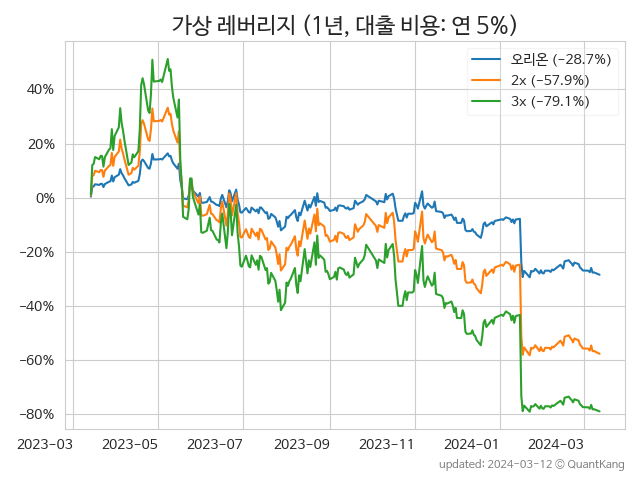 가상 레버리지 (1년, 대출 비용: 연 5%)
오리온 (−28.7%)
2x (−57.9%)
3x (−79.1%)
40%
20%
0%
−20%
−40%
−60%
−80%
2023-03 2023-05 2023-07 2023-09 2023-11 2024-01 2024-03
updated: 2024-03-12 © QuantKang